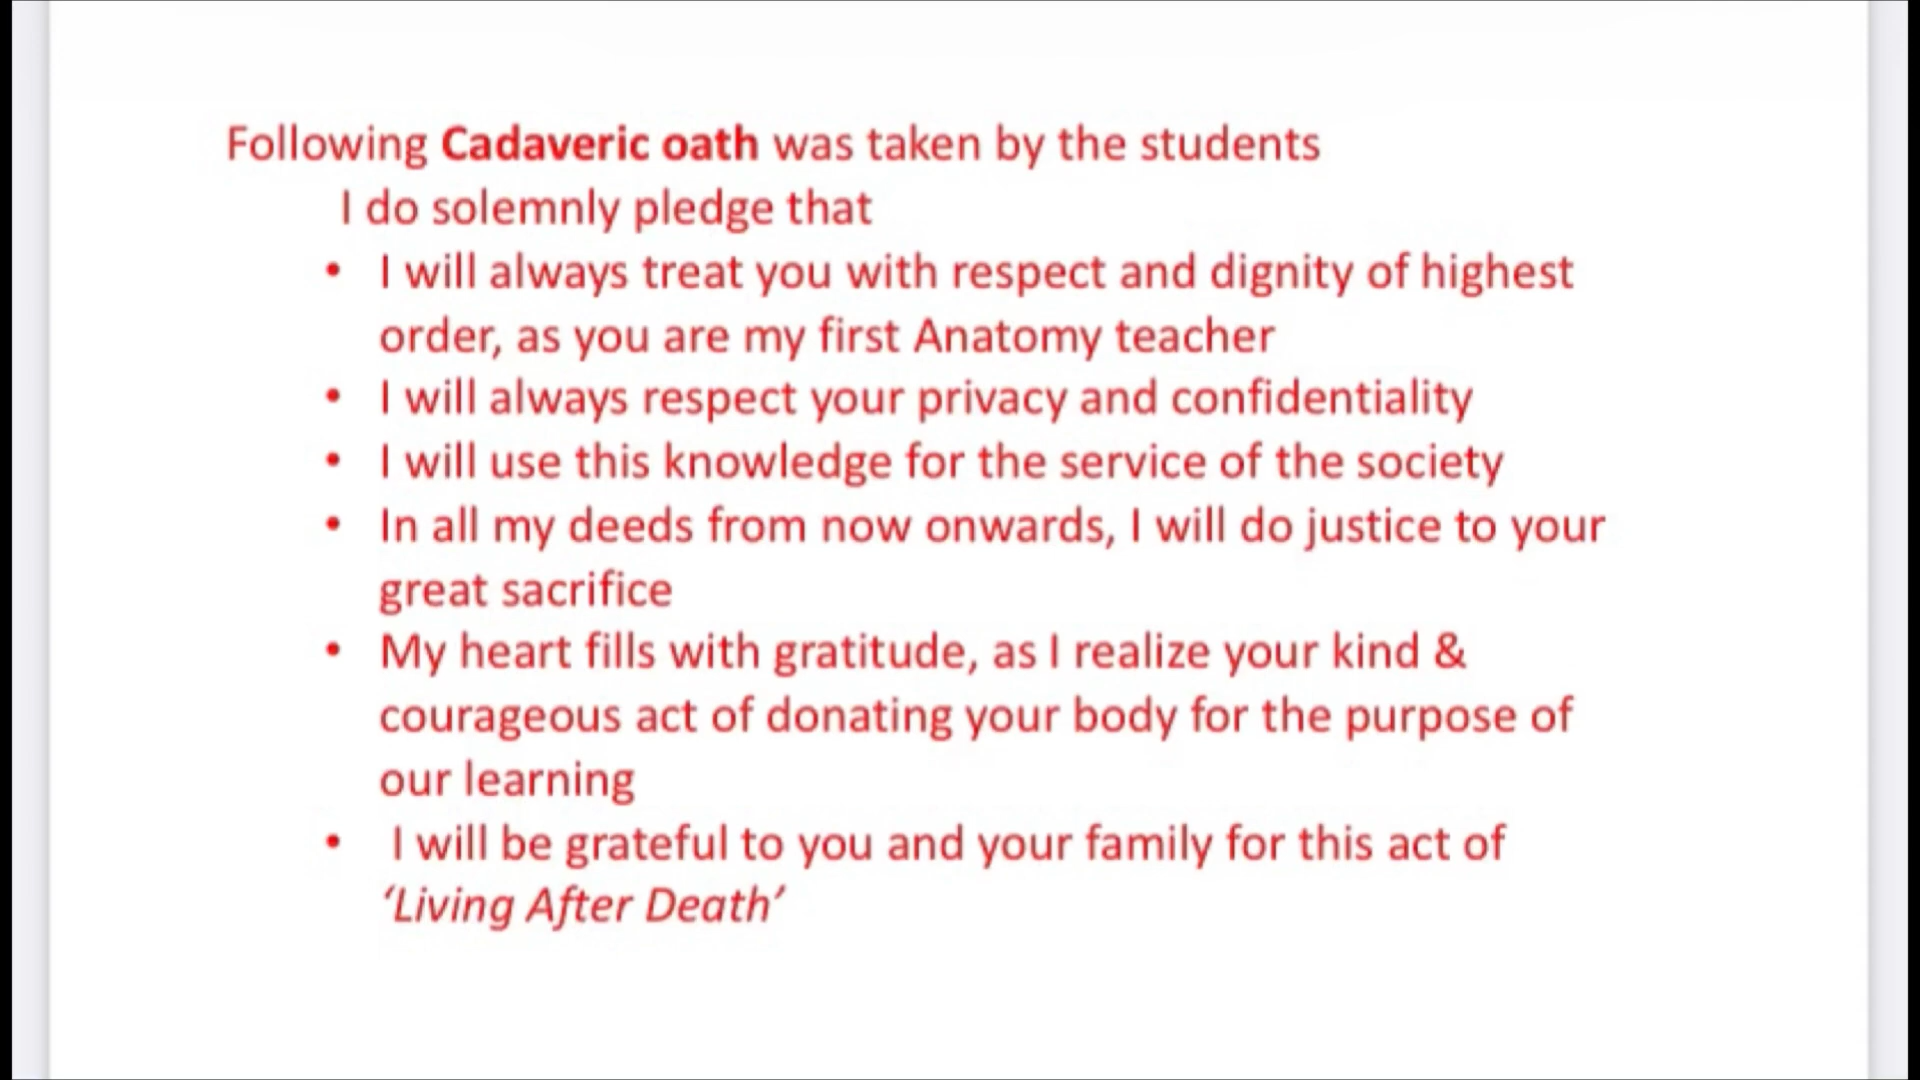 Following Cadaveric oath was taken by the students
I do solemnly pledge that
• I will always treat you with respect and dignity of highest
order, as you are my first Anatomy teacher
• I will always respect your privacy and confidentiality
• I will use this knowledge for the service of the society
• In all my deeds from now onwards, I will do justice to your
great sacrifice
• My heart fills with gratitude, as I realize your kind &
courageous act of donating your body for the purpose of
our learning
• I will be grateful to you and your family for this act of
‘Living After Death’